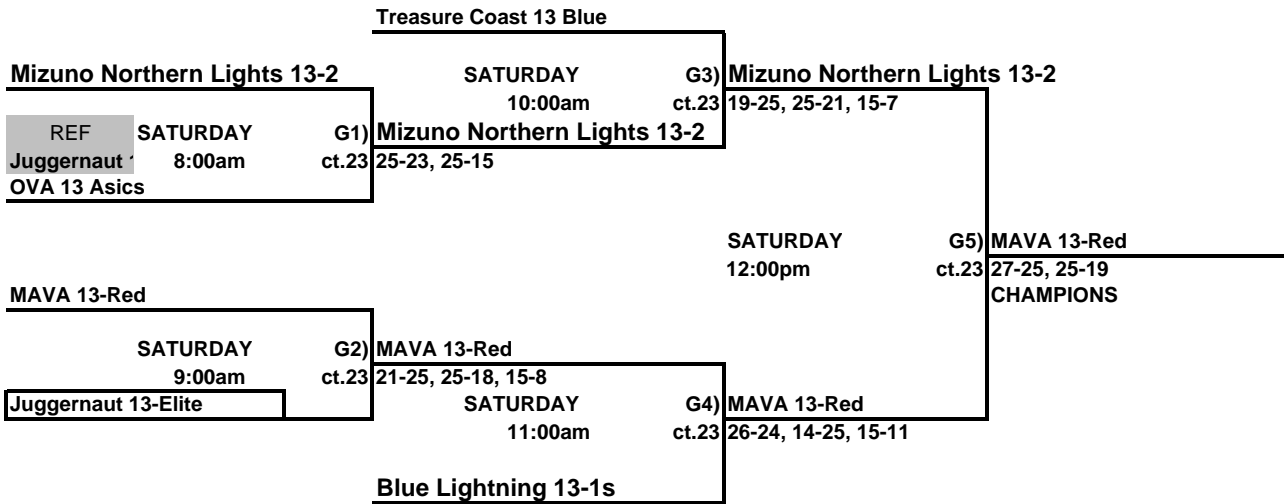 Treasure Coast 13 Blue
Mizuno Northern Lights 13-2 SATURDAY G3) Mizuno Northern Lights 13-2
10:00am ct.23 19-25, 25-21, 15-7
REF SATURDAY G1) Mizuno Northern Lights 13-2
Juggernaut 8:00am ct.23 25-23, 25-15
OVA 13 Asics
SATURDAY G5) MAVA 13-Red
12:00pm ct.23 27-25, 25-19
MAVA 13-Red CHAMPIONS
SATURDAY G2) MAVA 13-Red
9:00am ct.23 21-25, 25-18, 15-8
Juggernaut 13-Elite SATURDAY G4) MAVA 13-Red
11:00am ct.23 26-24, 14-25, 15-11
Blue Lightning 13-1s